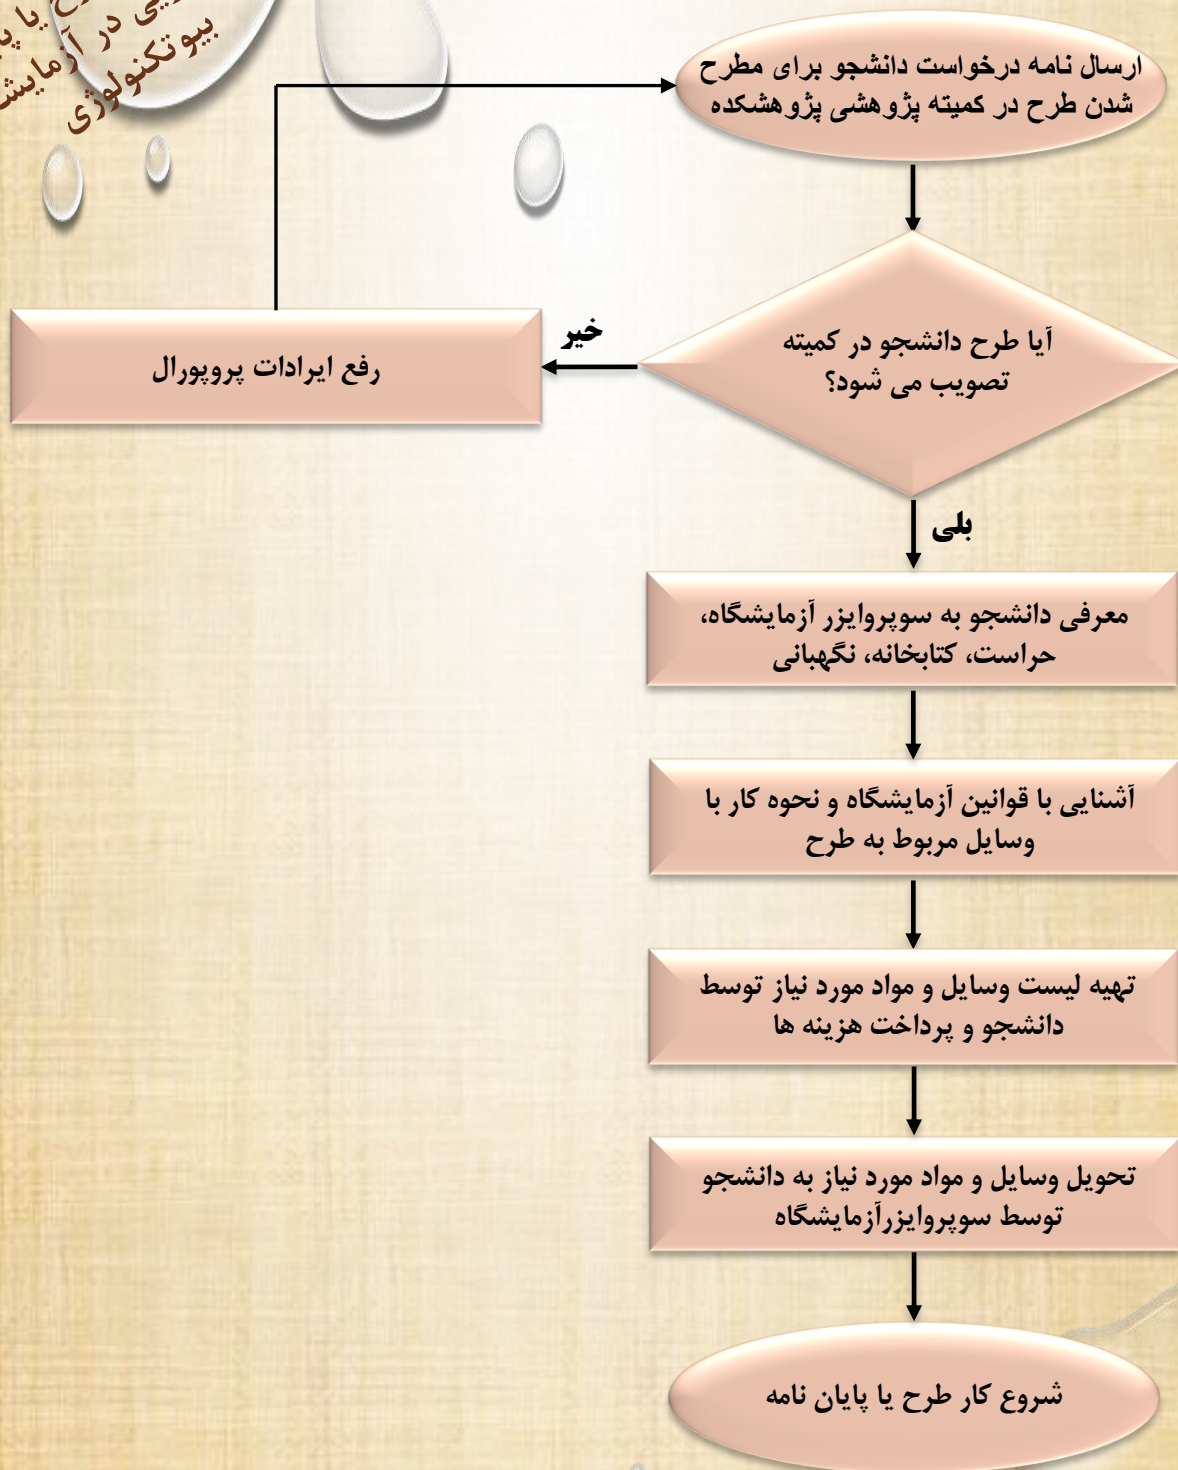 یی در آزمایش
بیوتکنولوژی
ارسال نامه درخواست دانشجو برای مطرح
شدن طرح در کمیته پژوهشی پژوهشکده
آیا طرح دانشجو در کمیته
تصویب می شود؟
خیر
رفع ایرادات پروپورال
بلی
معرفی دانشجو به سوپروایزر آزمایشگاه،
حراست، کتابخانه، نگهبانی
آشنایی با قوانین آزمایشگاه و نحوه کار با
وسایل مربوط به طرح
تهیه لیست وسایل و مواد مورد نیاز توسط
دانشجو و پرداخت هزینه ها
تحویل وسایل و مواد مورد نیاز به دانشجو
توسط سوپروایزرآزمایشگاه
شروع کار طرح یا پایان نامه